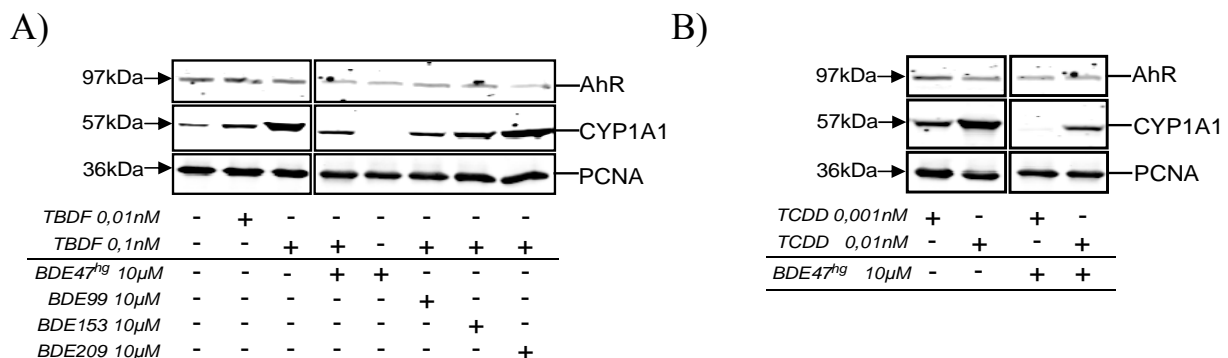 A)
97kDa AhR
57kDa CYP1A1
36kDa PCNA
TBDF 0,01nM - + - - - - - -
TBDF 0,1nM - - + + - + + +
BDE47hg 10µM - - - + + - - -
BDE99 10µM - - - - - + - -
BDE153 10µM - - - - - - + -
BDE209 10µM - - - - - - - +
B)
97kDa AhR
57kDa CYP1A1
36kDa PCNA
TCDD 0,001nM + - + -
TCDD 0,01nM - + - +
BDE47hg 10µM - - + +